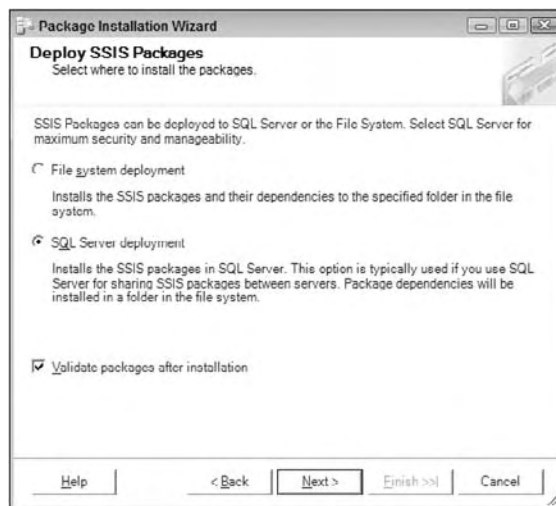 Package Installation Wizard
Deploy SSIS Packages
Select where to install the packages.
SSIS Packages can be deployed to SQL Server or the File System. Select SQL Server for
maximum security and manageability.
File system deployment
Installs the SSIS packages and their dependencies to the specified folder in the file
system.
SQL Server deployment
Installs the SSIS packages in SQL Server. This option is typically used if you use SQL
Server for sharing SSIS packages between servers. Package dependencies will be
installed in a folder in the file system.
Validate packages after installation
Help < Back Next > Finish >>| Cancel